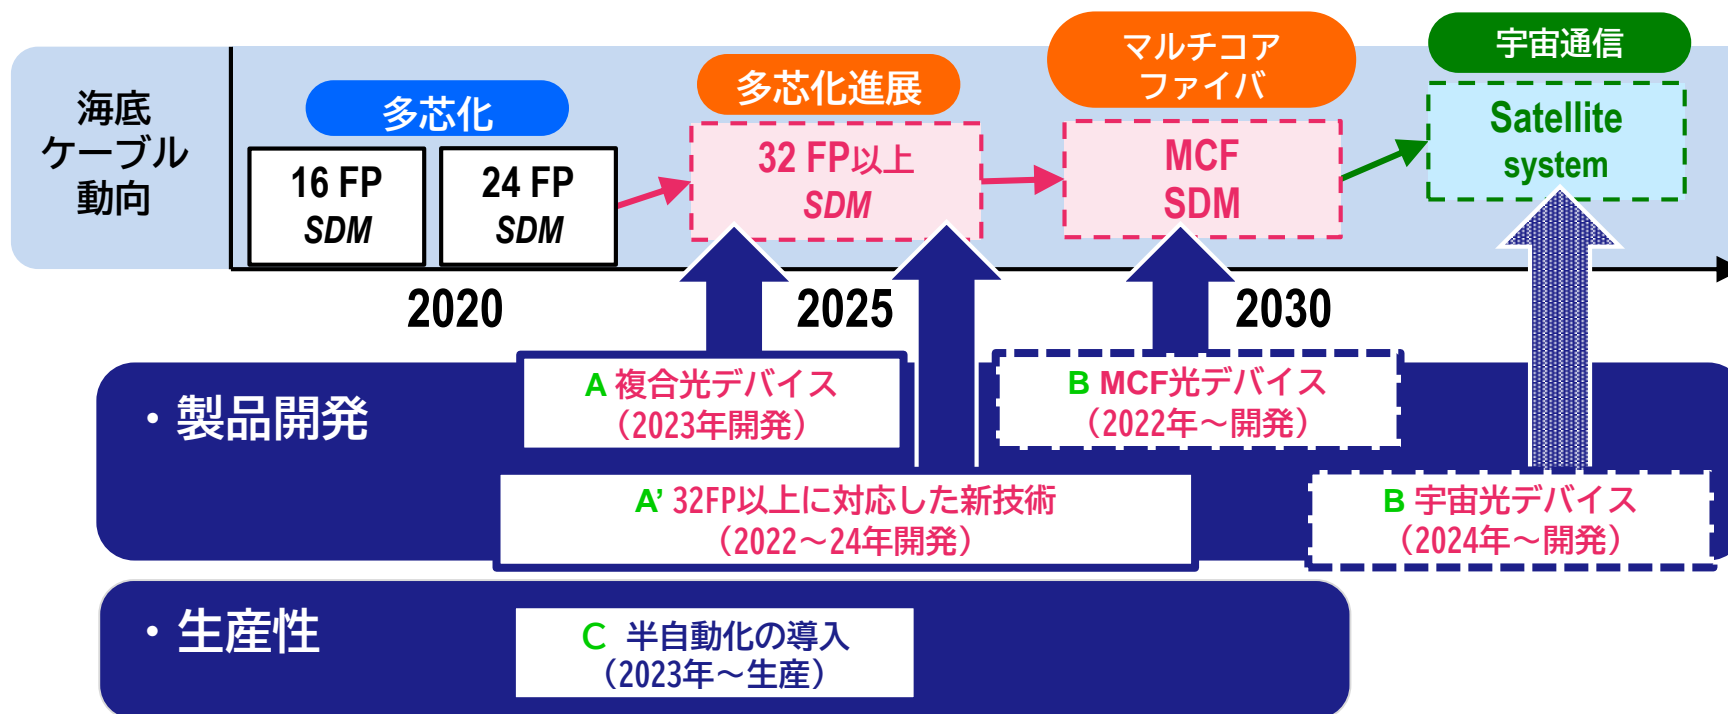 海底
ケーブル
動向
多芯化
16 FP
SDM
24 FP
SDM
多芯化進展
32 FP以上
SDM
マルチコア
ファイバ
MCF
SDM
宇宙通信
Satellite
system
2020
2025
2030
・製品開発
A 複合光デバイス
（2023年開発）
B MCF光デバイス
（2022年～開発）
A’ 32FP以上に対応した新技術
（2022～24年開発）
B 宇宙光デバイス
（2024年～開発）
・生産性
C 半自動化の導入
（2023年～生産）